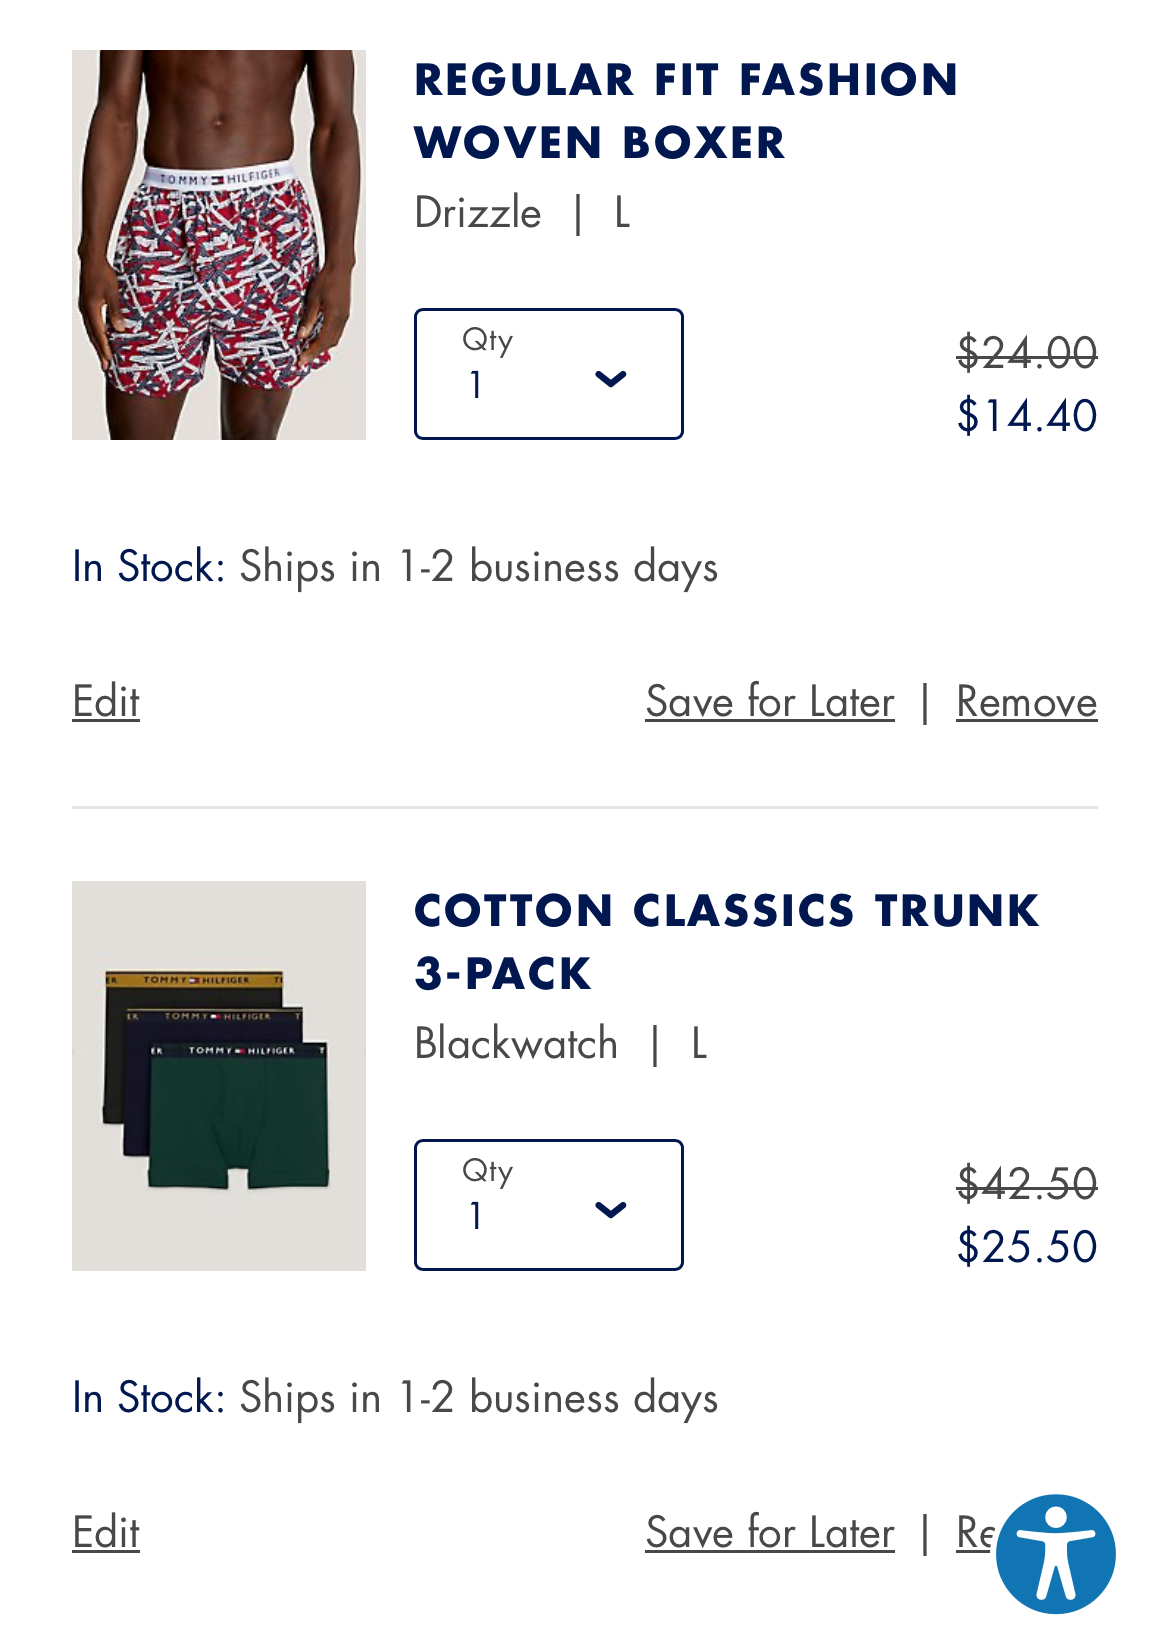 TOMMY HILFIGER
REGULAR FIT FASHION
WOVEN BOXER
Drizzle | L
Qty
1
$24.00
$14.40
In Stock: Ships in 1-2 business days
Edit
Save for Later | Remove
COTTON CLASSICS TRUNK
3-PACK
Blackwatch | L
ER TOMMY HILFIGER T
ER TOMMY HILFIGER T
ER TOMMY HILFIGER T
Qty
1
$42.50
$25.50
In Stock: Ships in 1-2 business days
Edit
Save for Later | Re